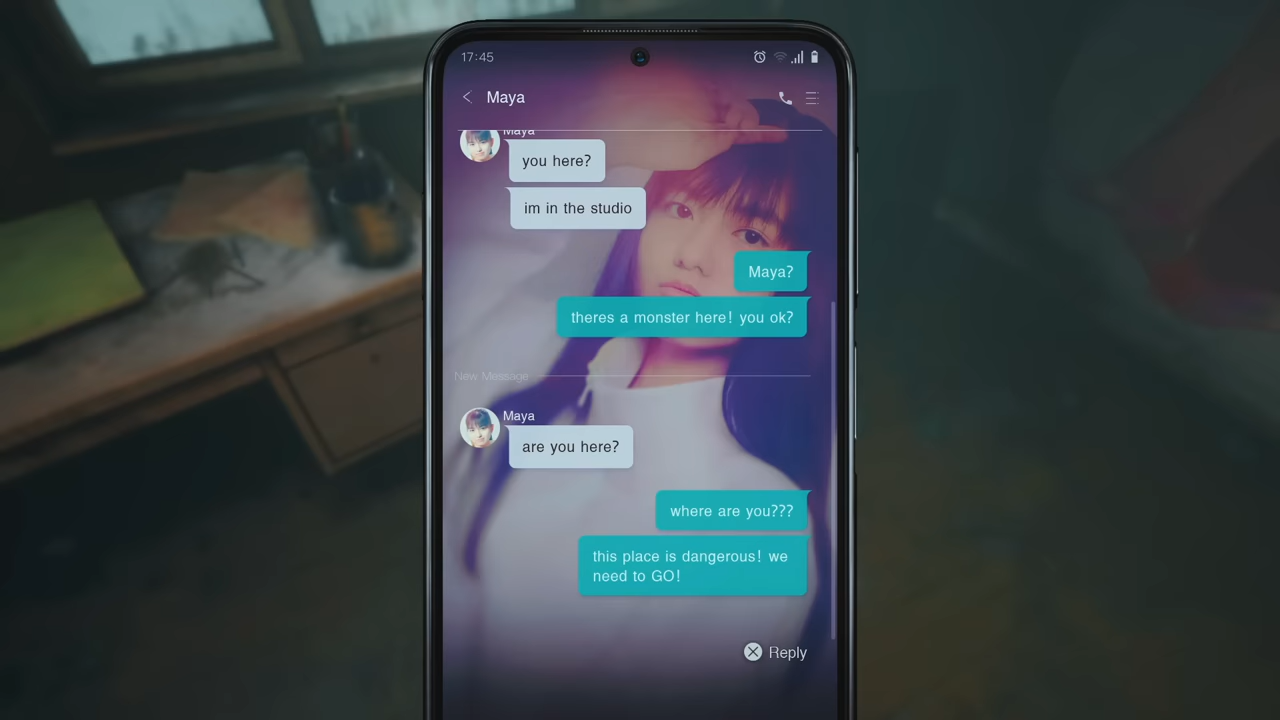 17:45
Maya
Maya
you here?
im in the studio
Maya?
theres a monster here! you ok?
New Message
Maya
are you here?
where are you???
this place is dangerous! we
need to GO!
Reply